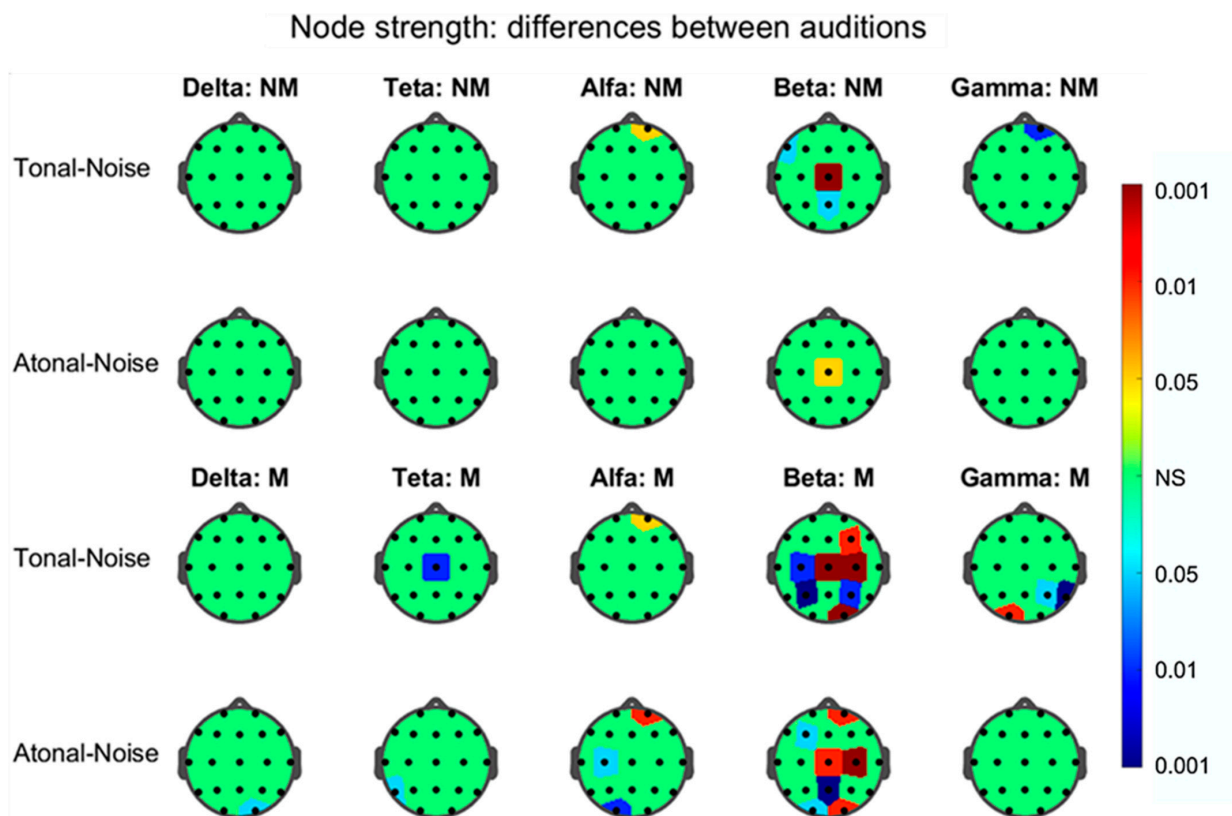 Node strength: differences between auditions
Delta: NM Teta: NM Alfa: NM Beta: NM Gamma: NM
Tonal-Noise
Atonal-Noise
Delta: M Teta: M Alfa: M Beta: M Gamma: M
Tonal-Noise
Atonal-Noise
0.001
0.01
0.05
NS
0.05
0.01
0.001